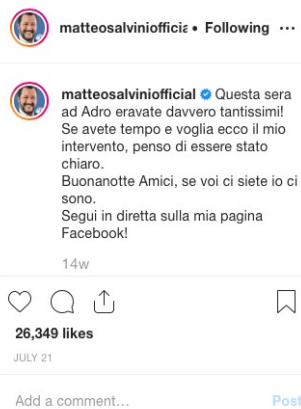 matteosalviniofficia • Following ...
matteosalviniofficial Questa sera
ad Adro eravate davvero tantissimi!
Se avete tempo e voglia ecco il mio
intervento, penso di essere stato
chiaro.
Buonanotte Amici, se voi ci siete io ci
sono.
Segui in diretta sulla mia pagina
Facebook!
14w
26,349 likes
JULY 21
Add a comment...
Post